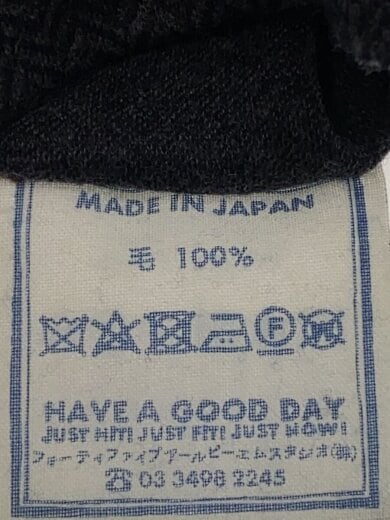 MADE IN JAPAN
毛 100%
F W
HAVE A GOOD DAY
JUST HIT! JUST FIT! JUST NOW!
フォーティファイブアールピーエムスタジオ(株)
☎ 03 3498 2245